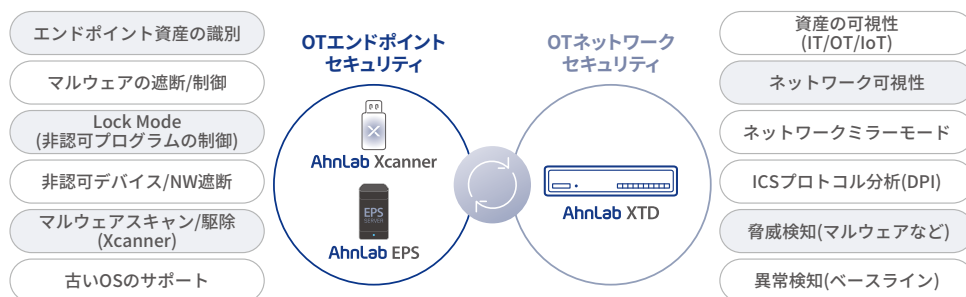 エンドポイント資産の識別
マルウェアの遮断/制御
Lock Mode
(非認可プログラムの制御)
非認可デバイス/NW遮断
マルウェアスキャン/駆除
(Xcanner)
古いOSのサポート
OTエンドポイント
セキュリティ
AhnLab Xcanner
EPS
SERVER
AhnLab EPS
OTネットワーク
セキュリティ
AhnLab XTD
資産の可視性
(IT/OT/IoT)
ネットワーク可視性
ネットワークミラーモード
ICSプロトコル分析(DPI)
脅威検知(マルウェアなど)
異常検知(ベースライン)